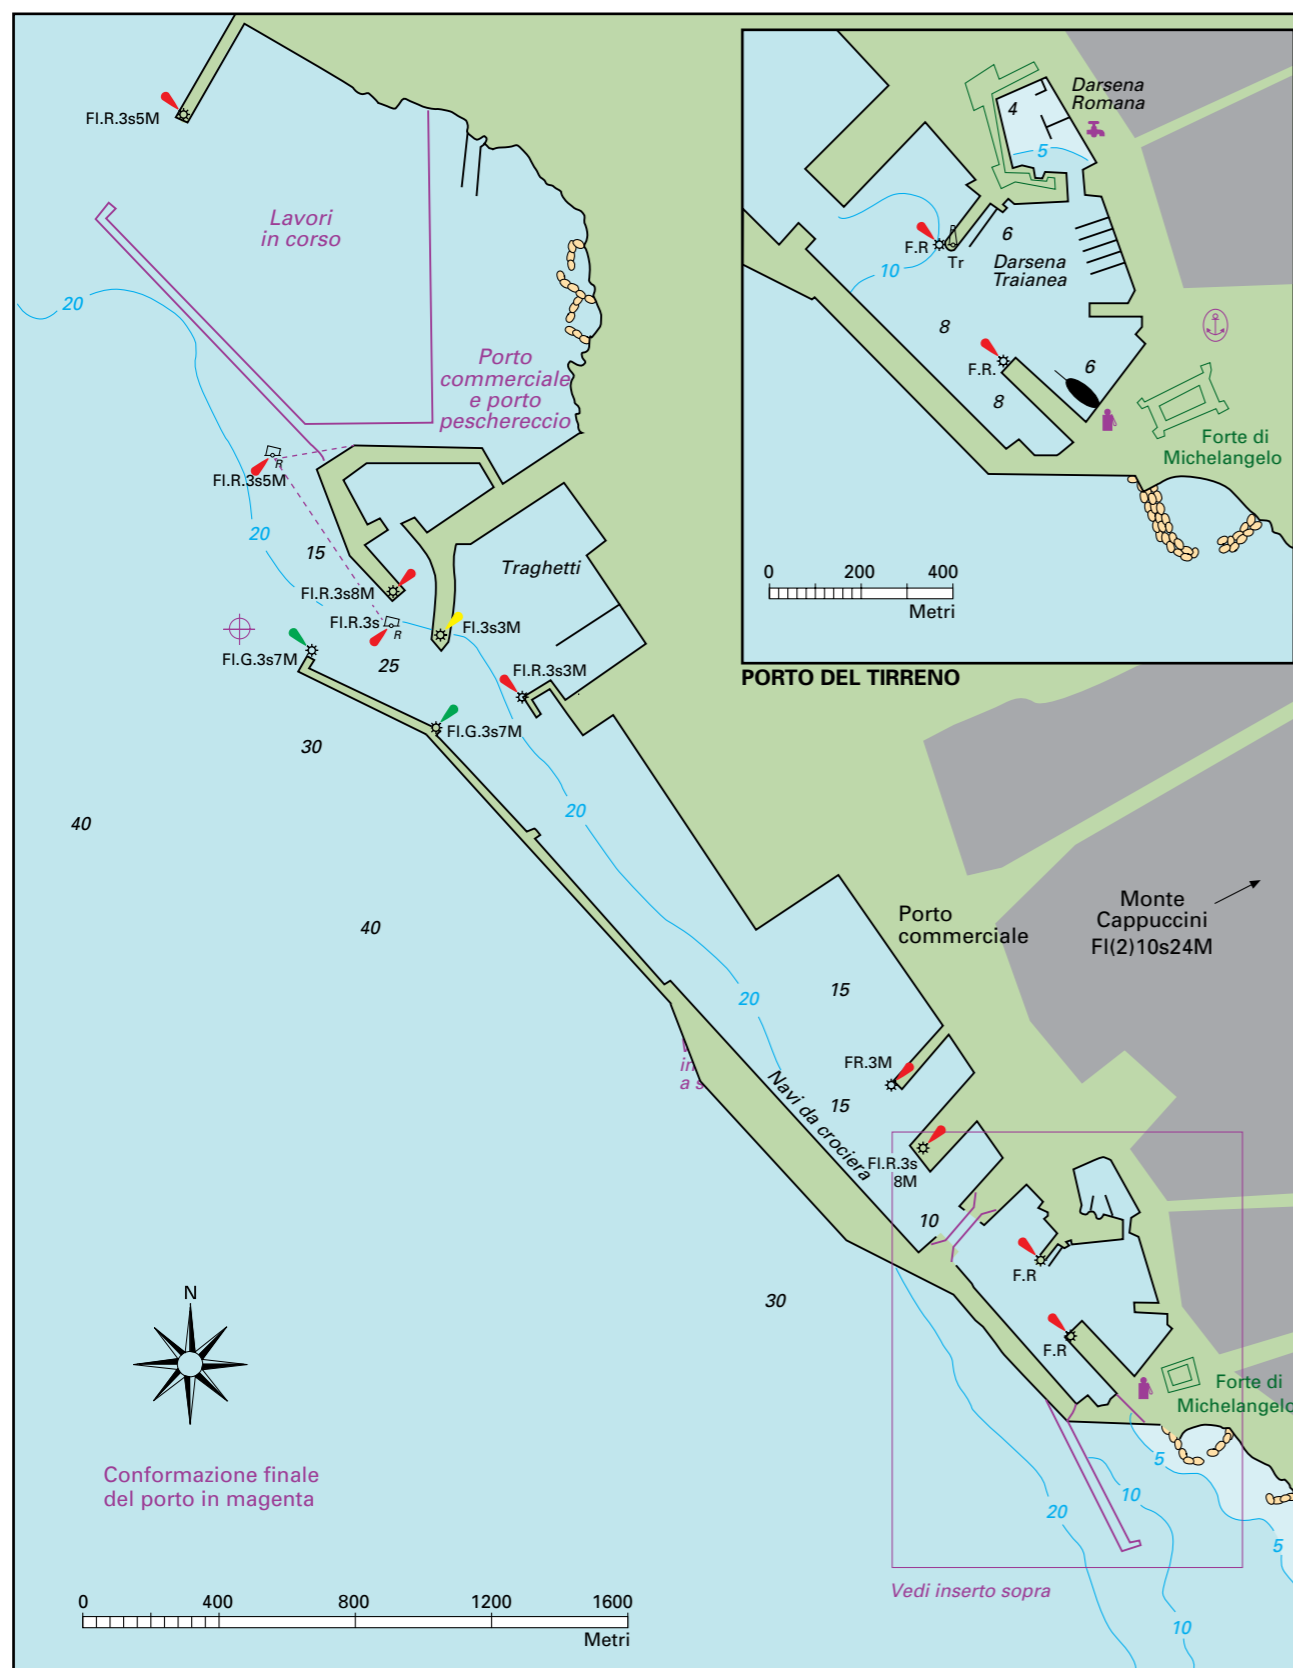 Fl.R.3s5M
Lavori
in corso
20
Porto
commerciale
e porto
peschereccio
R
Fl.R.3s5M
20
15
Traghetti
Fl.R.3s8M
Fl.R.3s
R
Fl.3s3M
Fl.G.3s7M
25
Fl.R.3s3M
Fl.G.3s7M
30
20
40
40
Darsena
Romana
4
5
F.R
R
Tr
6
Darsena
Traianea
10
8
F.R.
6
8
Forte di
Michelangelo
0 200 400
Metri
PORTO DEL TIRRENO
Monte
Cappuccini
Fl(2)10s24M
Porto
commerciale
15
20
in
a s
FR.3M
15
Navi da crociera
Fl.R.3s
8M
10
F.R
30
F.R
N
Forte di
Michelangelo
5
10
20
5
10
Conformazione finale
del porto in magenta
Vedi inserto sopra
0 400 800 1200 1600
Metri